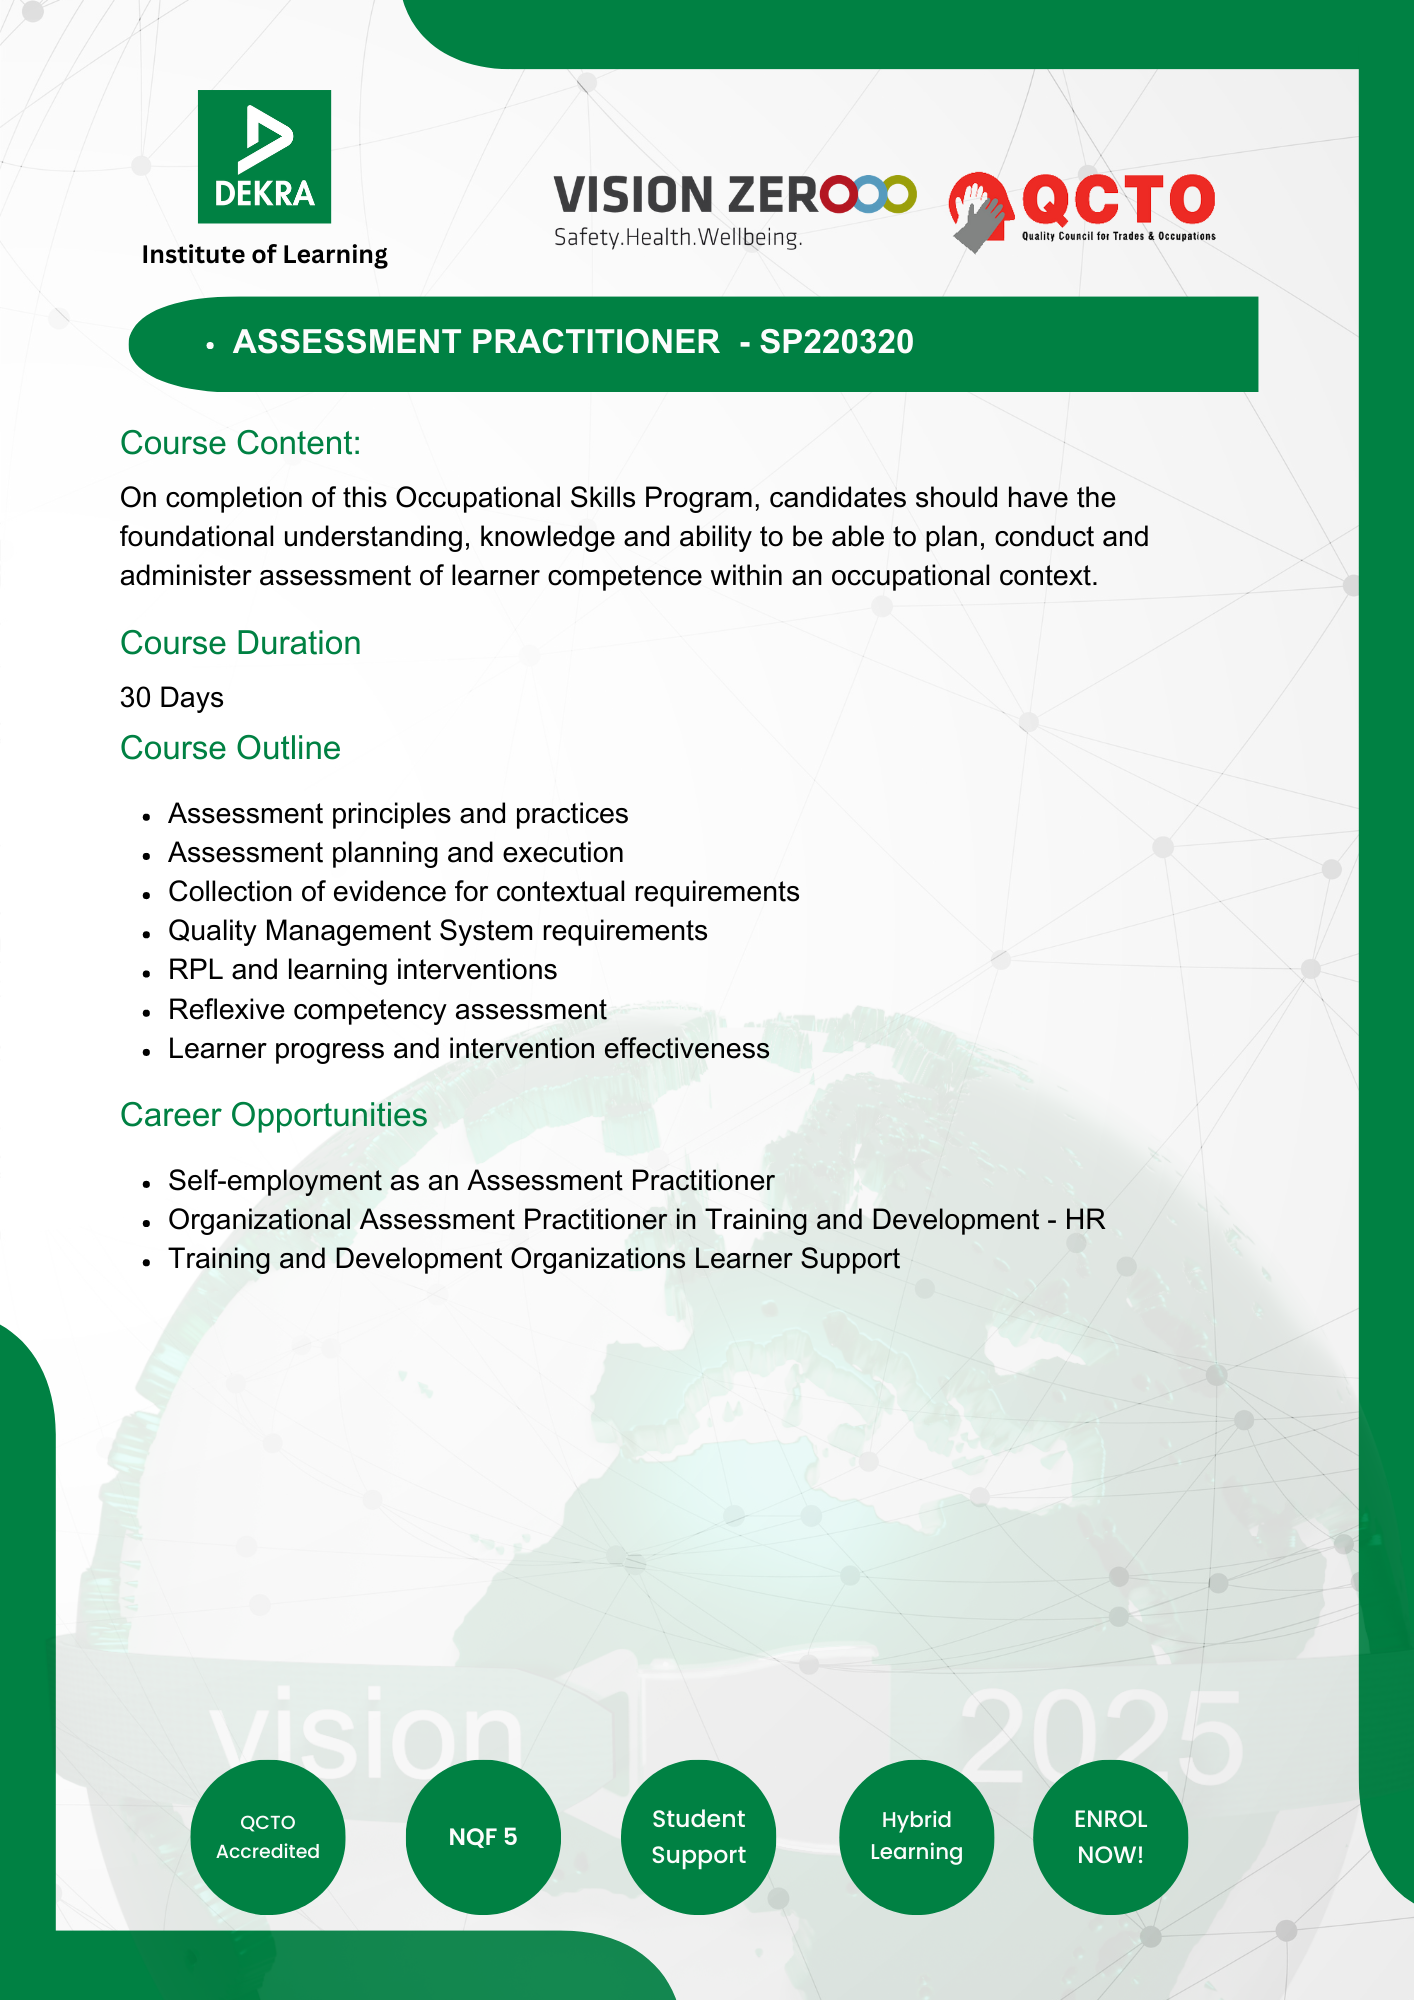 DEKRA
Institute of Learning
VISION ZERO
Safety.Health.Wellbeing.
QCTO
Quality Council for Trades & Occupations
• ASSESSMENT PRACTITIONER - SP220320
Course Content:
On completion of this Occupational Skills Program, candidates should have the
foundational understanding, knowledge and ability to be able to plan, conduct and
administer assessment of learner competence within an occupational context.
Course Duration
30 Days
Course Outline
• Assessment principles and practices
• Assessment planning and execution
• Collection of evidence for contextual requirements
• Quality Management System requirements
• RPL and learning interventions
• Reflexive competency assessment
• Learner progress and intervention effectiveness
Career Opportunities
• Self-employment as an Assessment Practitioner
• Organizational Assessment Practitioner in Training and Development - HR
• Training and Development Organizations Learner Support
vision 2025
QCTO
Accredited
NQF 5
Student
Support
Hybrid
Learning
ENROL
NOW!